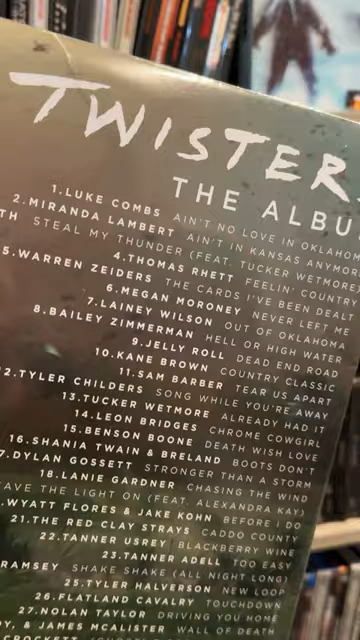 TWISTERS
THE ALBU
1.LUKE COMBS AIN'T NO LOVE IN OKLAHOM
2.MIRANDA LAMBERT AIN'T IN KANSAS ANYMOR
TH STEAL MY THUNDER (FEAT. TUCKER WETMORE)
4.THOMAS RHETT FEELIN' COUNTRY
5.WARREN ZEIDERS THE CARDS I'VE BEEN DEALT
6.MEGAN MORONEY NEVER LEFT ME
7.LAINEY WILSON OUT OF OKLAHOMA
8.BAILEY ZIMMERMAN HELL OR HIGH WATER
9.JELLY ROLL DEAD END ROAD
10.KANE BROWN COUNTRY CLASSIC
11.SAM BARBER TEAR US APART
2.TYLER CHILDERS SONG WHILE YOU'RE AWAY
13.TUCKER WETMORE ALREADY HAD IT
14.LEON BRIDGES CHROME COWGIRL
15.BENSON BOONE DEATH WISH LOVE
16.SHANIA TWAIN & BRELAND BOOTS DON'T
7.DYLAN GOSSETT STRONGER THAN A STORM
18.LANIE GARDNER CHASING THE WIND
EAVE THE LIGHT ON (FEAT. ALEXANDRA KAY)
.WYATT FLORES & JAKE KOHN BEFORE I DO
21.THE RED CLAY STRAYS CADDO COUNTY
22.TANNER USREY BLACKBERRY WINE
23.TANNER ADELL TOO EASY
RAMSEY SHAKE SHAKE (ALL NIGHT LONG)
25.TYLER HALVERSON NEW LOOP
26.FLATLAND CAVALRY TOUCHDOWN
27.NOLAN TAYLOR DRIVING YOU HOME
Y, & JAMES MCALISTER WALL OF DEATH
CROCKETT